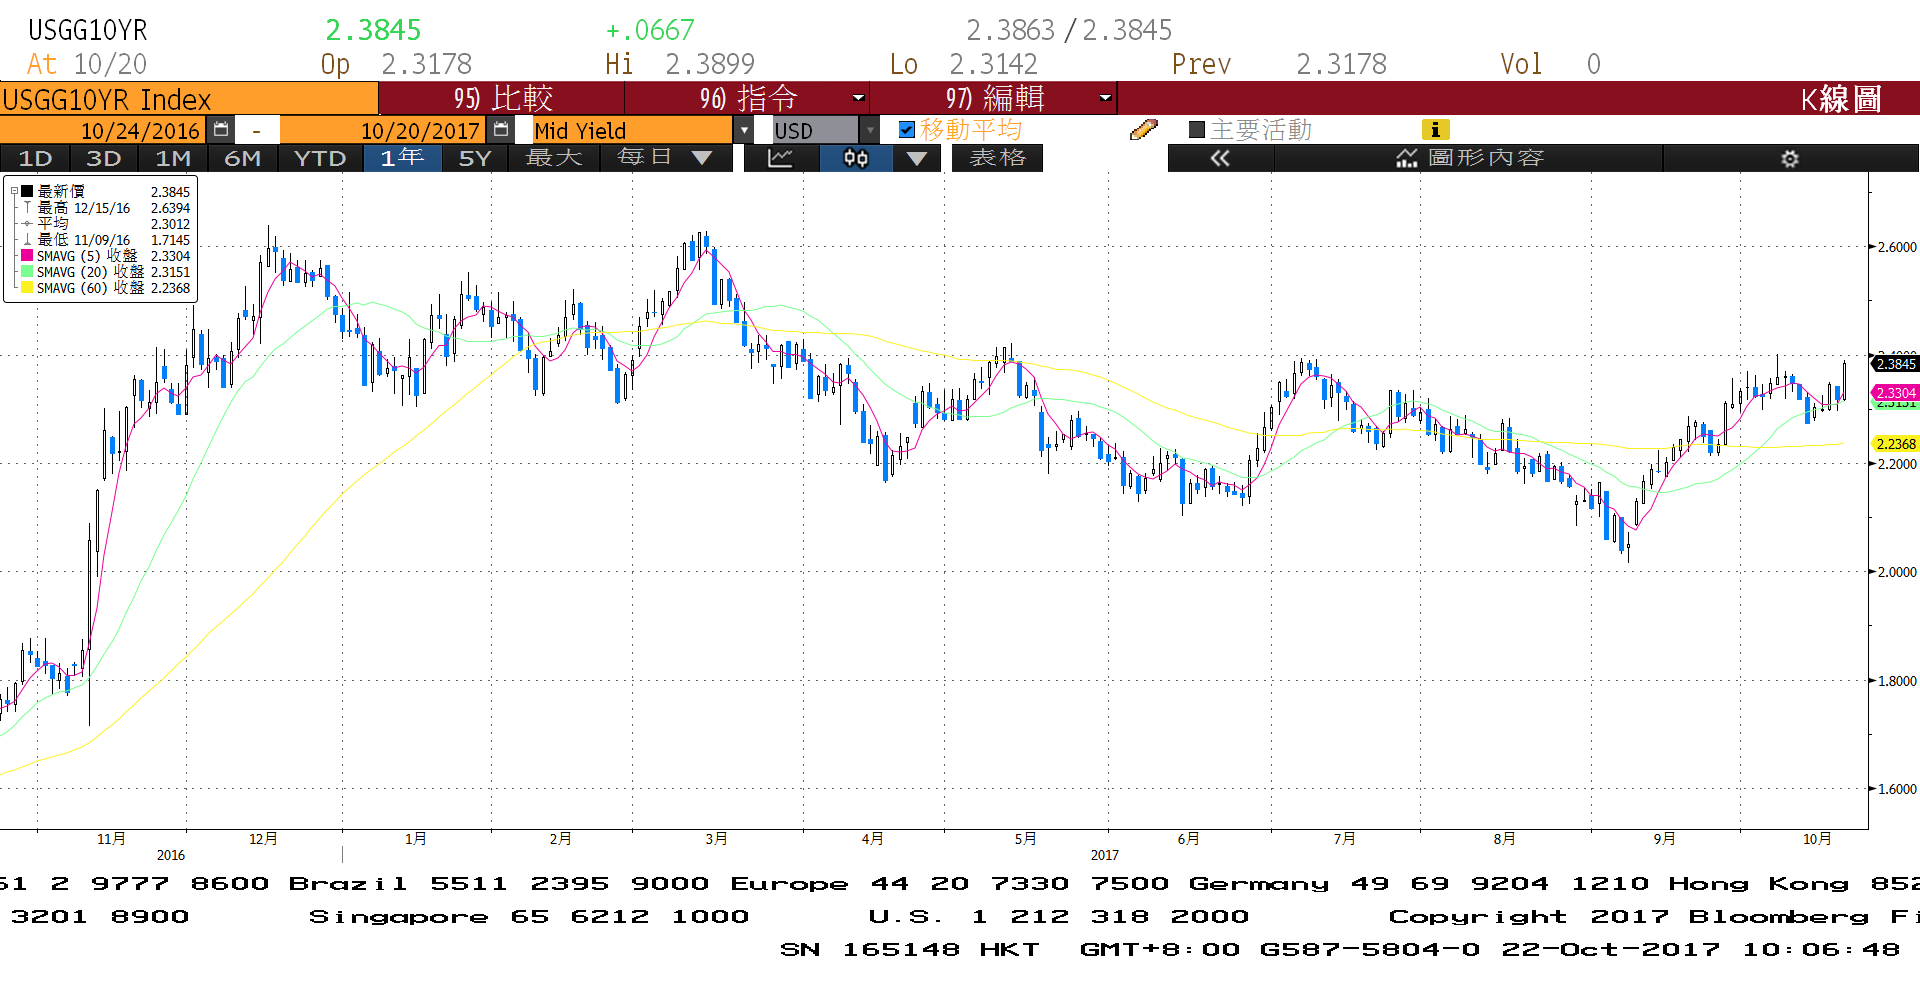 USGG10YR 2.3845 +.0667 2.3863 / 2.3845
At 10/20 Op 2.3178 Hi 2.3899 Lo 2.3142 Prev 2.3178 Vol 0
USGG10YR Index 95) 比較 96) 指令 97) 編輯 K線圖
10/24/2016 - 10/20/2017 Mid Yield USD 移動平均 主要活動 i
1D 3D 1M 6M YTD 1年 5Y 最大 每日 表格 « 圖形內容
最新價 2.3845
最高 12/15/16 2.6394
平均 2.3012
最低 11/09/16 1.7145
SMAVG (5) 收盤 2.3304
SMAVG (20) 收盤 2.3151
SMAVG (60) 收盤 2.2368
2.6000
2.3845
2.3304
2.3151
2.2368
2.2000
2.0000
1.8000
1.6000
11月 12月 1月 2月 3月 4月 5月 6月 7月 8月 9月 10月
2016 2017
61 2 9777 8600 Brazil 5511 2395 9000 Europe 44 20 7330 7500 Germany 49 69 9204 1210 Hong Kong 852
3201 8900 Singapore 65 6212 1000 U.S. 1 212 318 2000 Copyright 2017 Bloomberg Fi
SN 165148 HKT GMT+8:00 G587-5804-0 22-Oct-2017 10:06:48